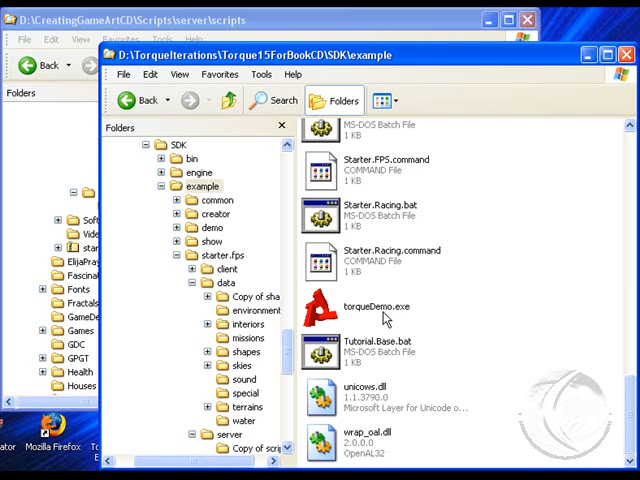 D:\CreatingGameArtCD\Scripts\server\scripts
File Edit View Favorites Tools Help
Back
Folders
D:\TorqueIterations\Torque15ForBookCD\SDK\example
File Edit View Favorites Tools Help
Back Search Folders
Folders
SDK
bin
engine
example
common
creator
demo
show
starter.fps
client
data
Copy of sha
environment
interiors
missions
shapes
skies
sound
special
terrains
water
server
Copy of scrip
Soft
Video
star
ElijaPray
Fascinat
Fonts
Fractals
GameDe
Games
GDC
GPGT
Health
Houses
MS-DOS Batch File
1 KB
Starter.FPS.command
COMMAND File
1 KB
Starter.Racing.bat
MS-DOS Batch File
1 KB
Starter.Racing.command
COMMAND File
1 KB
torqueDemo.exe
Tutorial.Base.bat
MS-DOS Batch File
1 KB
unicows.dll
1.1.3790.0
Microsoft Layer for Unicode o...
wrap_oal.dll
2.0.0.0
OpenAL32
Mozilla Firefox